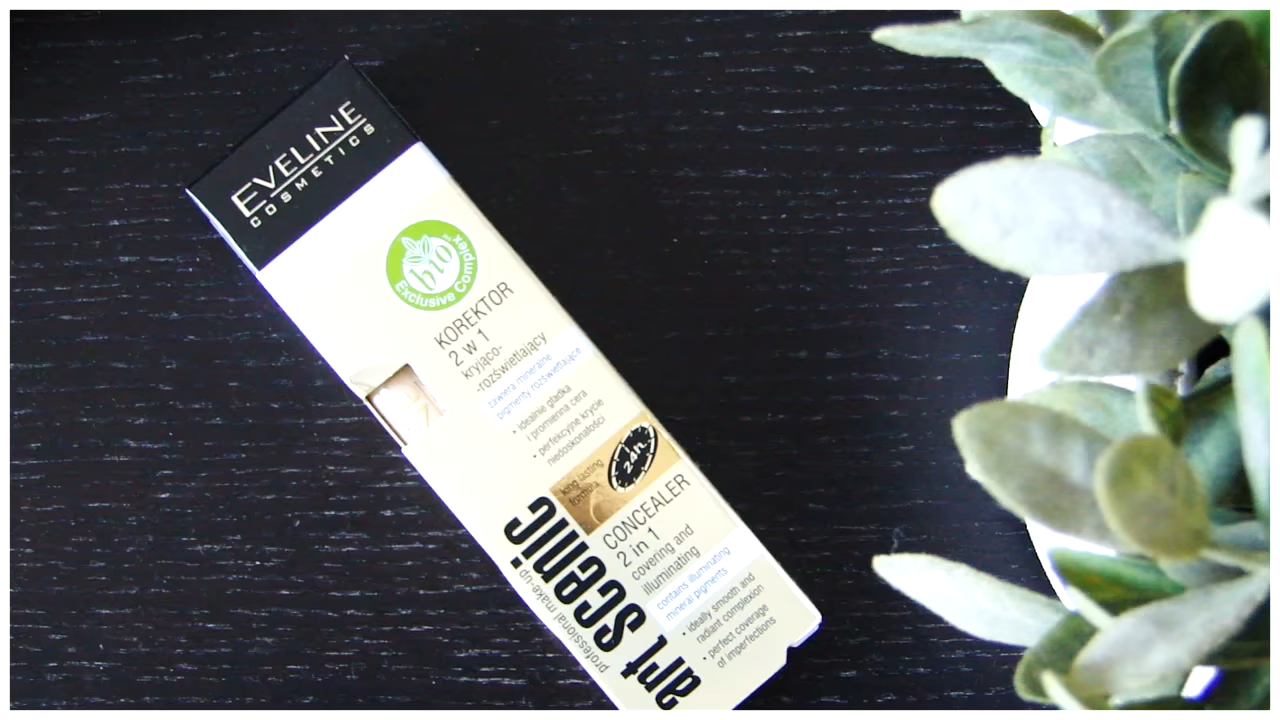 EVELINE
COSMETICS
bio™
Exclusive Complex
KOREKTOR
2 w 1
kryjąco-
-rozświetlający
zawiera mineralne
pigmenty rozświetlające
• idealnie gładka
i promienna cera
• perfekcyjne krycie
niedoskonałości
24h
long lasting
formula
CONCEALER
2 in 1
covering and
illuminating
contains illuminating
mineral pigments
• ideally smooth and
radiant complexion
• perfect coverage
of imperfections
art scenic
professional make-up